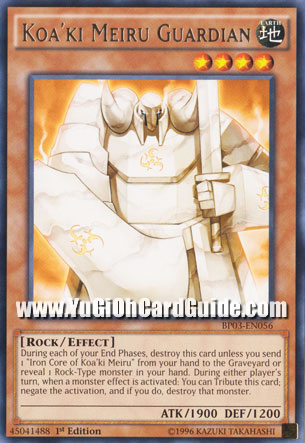 KOA'KI MEIRU GUARDIAN
EARTH
地
www.YuGiOhCardGuide.com
BP03-EN056
[ROCK/EFFECT]
During each of your End Phases, destroy this card unless you send
1 "Iron Core of Koa'ki Meiru" from your hand to the Graveyard or
reveal 1 Rock-Type monster in your hand. During either player's
turn, when a monster effect is activated: You can Tribute this card;
negate the activation, and if you do, destroy that monster.
ATK/1900 DEF/1200
45041488 1st Edition ©1996 KAZUKI TAKAHASHI